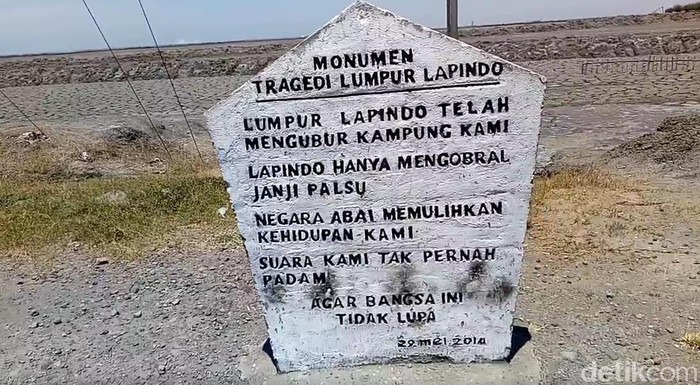 MONUMEN
TRAGEDI LUMPUR LAPINDO
LUMPUR LAPINDO TELAH
MENGUBUR KAMPUNG KAMI
LAPINDO HANYA MENGOBRAL
JANJI PALSU
NEGARA ABAI MEMULIHKAN
KEHIDUPAN KAMI
SUARA KAMI TAK PERNAH
PADAM
AGAR BANGSA INI
TIDAK LUPA
29 mei 2014
detikcom